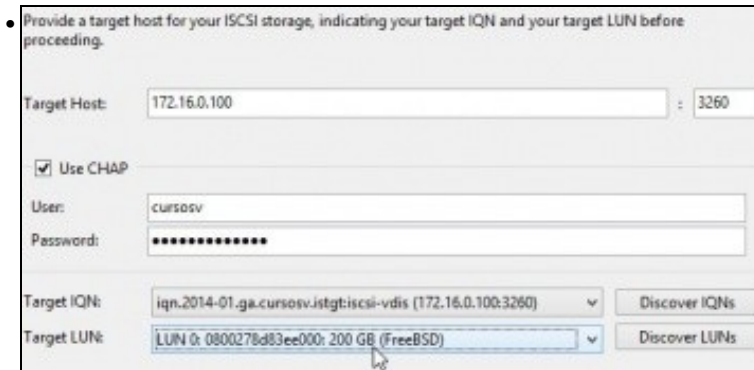 Provide a target host for your ISCSI storage, indicating your target IQN and your target LUN before
proceeding.
Target Host: 172.16.0.100 : 3260
Use CHAP
User: cursosv
Password: •••••••••••••
Target IQN: iqn.2014-01.ga.cursosv.istgt:iscsi-vdis (172.16.0.100:3260) Discover IQNs
Target LUN: LUN 0: 0800278d83ee000: 200 GB (FreeBSD) Discover LUNs